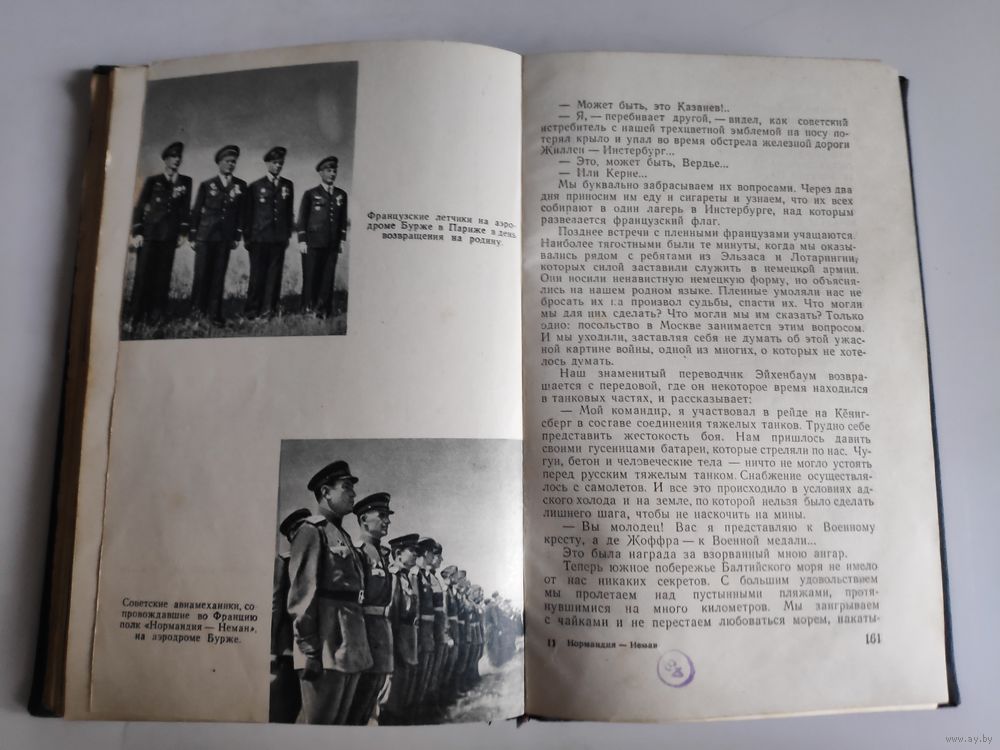 Французские летчики на аэро-
дроме Бурже в Париже в день
возвращения на родину.
Советские авиамеханики, со-
провождавшие во Францию
полк «Нормандия — Неман»,
на аэродроме Бурже.
— Может быть, это Казанев!..
— Я, — перебивает другой, — видел, как советский
истребитель с нашей трехцветной эмблемой на носу по-
терял крыло и упал во время обстрела железной дороги
Жиллен — Инстербург...
— Это, может быть, Вердье...
— Или Керне...
Мы буквально забрасываем их вопросами. Через два
дня приносим им еду и сигареты и узнаем, что их всех
собирают в один лагерь в Инстербурге, над которым
развевается французский флаг.
Позднее встречи с пленными французами учащаются.
Наиболее тягостными были те минуты, когда мы оказы-
вались рядом с ребятами из Эльзаса и Лотарингии,
которых силой заставили служить в немецкой армии.
Они носили ненавистную немецкую форму, но объясня-
лись на нашем родном языке. Пленные умоляли нас не
бросать их на произвол судьбы, спасти их. Что могли
мы для них сделать? Что могли мы им сказать? Только
одно: посольство в Москве занимается этим вопросом.
И мы уходили, заставляя себя не думать об этой ужас-
ной картине войны, одной из многих, о которых не хоте-
лось думать.
Наш знаменитый переводчик Эйхенбаум возвра-
щается с передовой, где он некоторое время находился
в танковых частях, и рассказывает:
— Мой командир, я участвовал в рейде на Кёниг-
сберг в составе соединения тяжелых танков. Трудно себе
представить жестокость боя. Нам пришлось давить
своими гусеницами батареи, которые стреляли по нас. Чу-
гун, бетон и человеческие тела — ничто не могло устоять
перед русским тяжелым танком. Снабжение осуществля-
лось с самолетов. И все это происходило в условиях ад-
ского холода и на земле, по которой нельзя было сделать
лишнего шага, чтобы не наскочить на мины.
— Вы молодец! Вас я представляю к Военному
кресту, а де Жоффра — к Военной медали...
Это была награда за взорванный мною ангар.
Теперь южное побережье Балтийского моря не имело
от нас никаких секретов. С большим удовольствием
мы пролетаем над пустынными пляжами, протя-
нувшимися на много километров. Мы заигрываем
с чайками и не перестаем любоваться морем, накаты-
11 Нормандия — Неман 161
www.ay.by